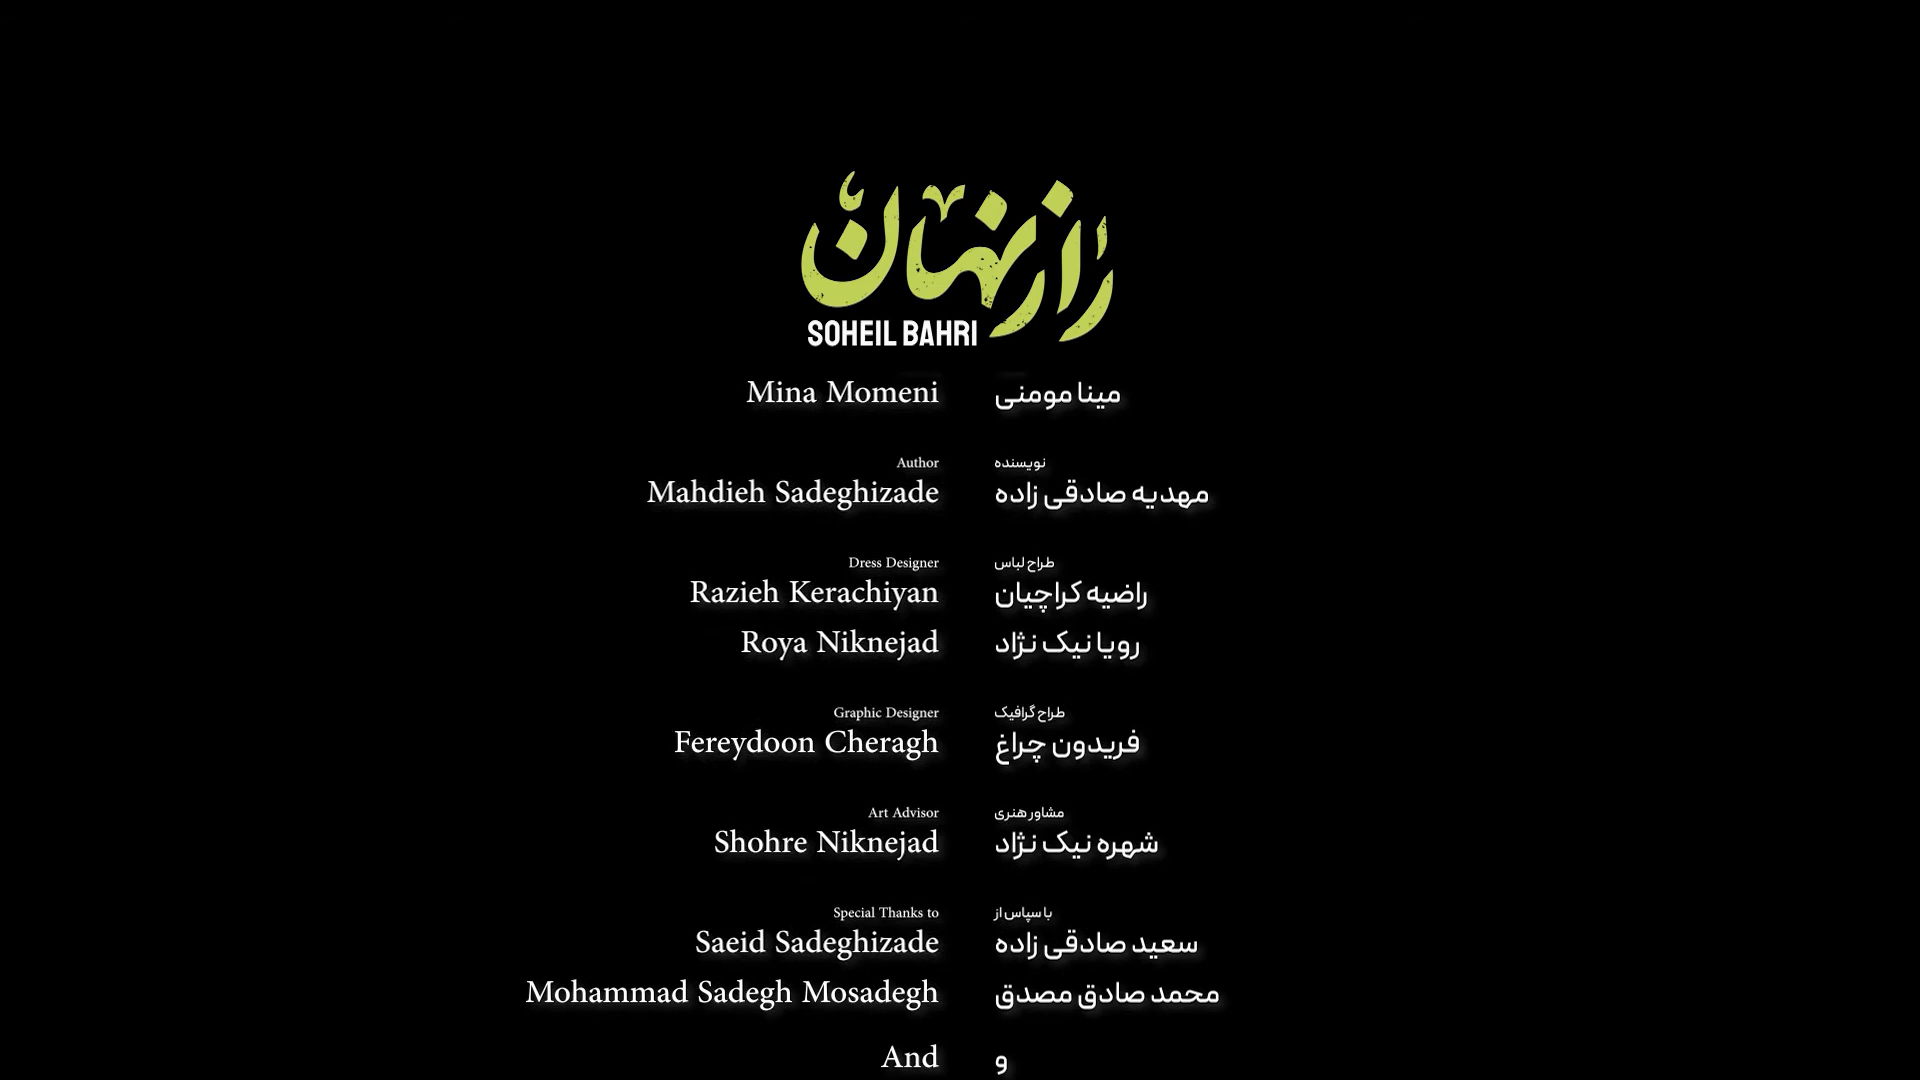 راز نهان
SOHEIL BAHRI
Mina Momeni مینا مومنی
Author نویسنده
Mahdieh Sadeghizade مهدیه صادقی زاده
Dress Designer طراح لباس
Razieh Kerachiyan راضیه کراچیان
Roya Niknejad رویا نیک نژاد
Graphic Designer طراح گرافیک
Fereydoon Cheragh فریدون چراغ
Art Advisor مشاور هنری
Shohre Niknejad شهره نیک نژاد
Special Thanks to با سپاس از
Saeid Sadeghizade سعید صادقی زاده
Mohammad Sadegh Mosadegh محمد صادق مصدق
And و